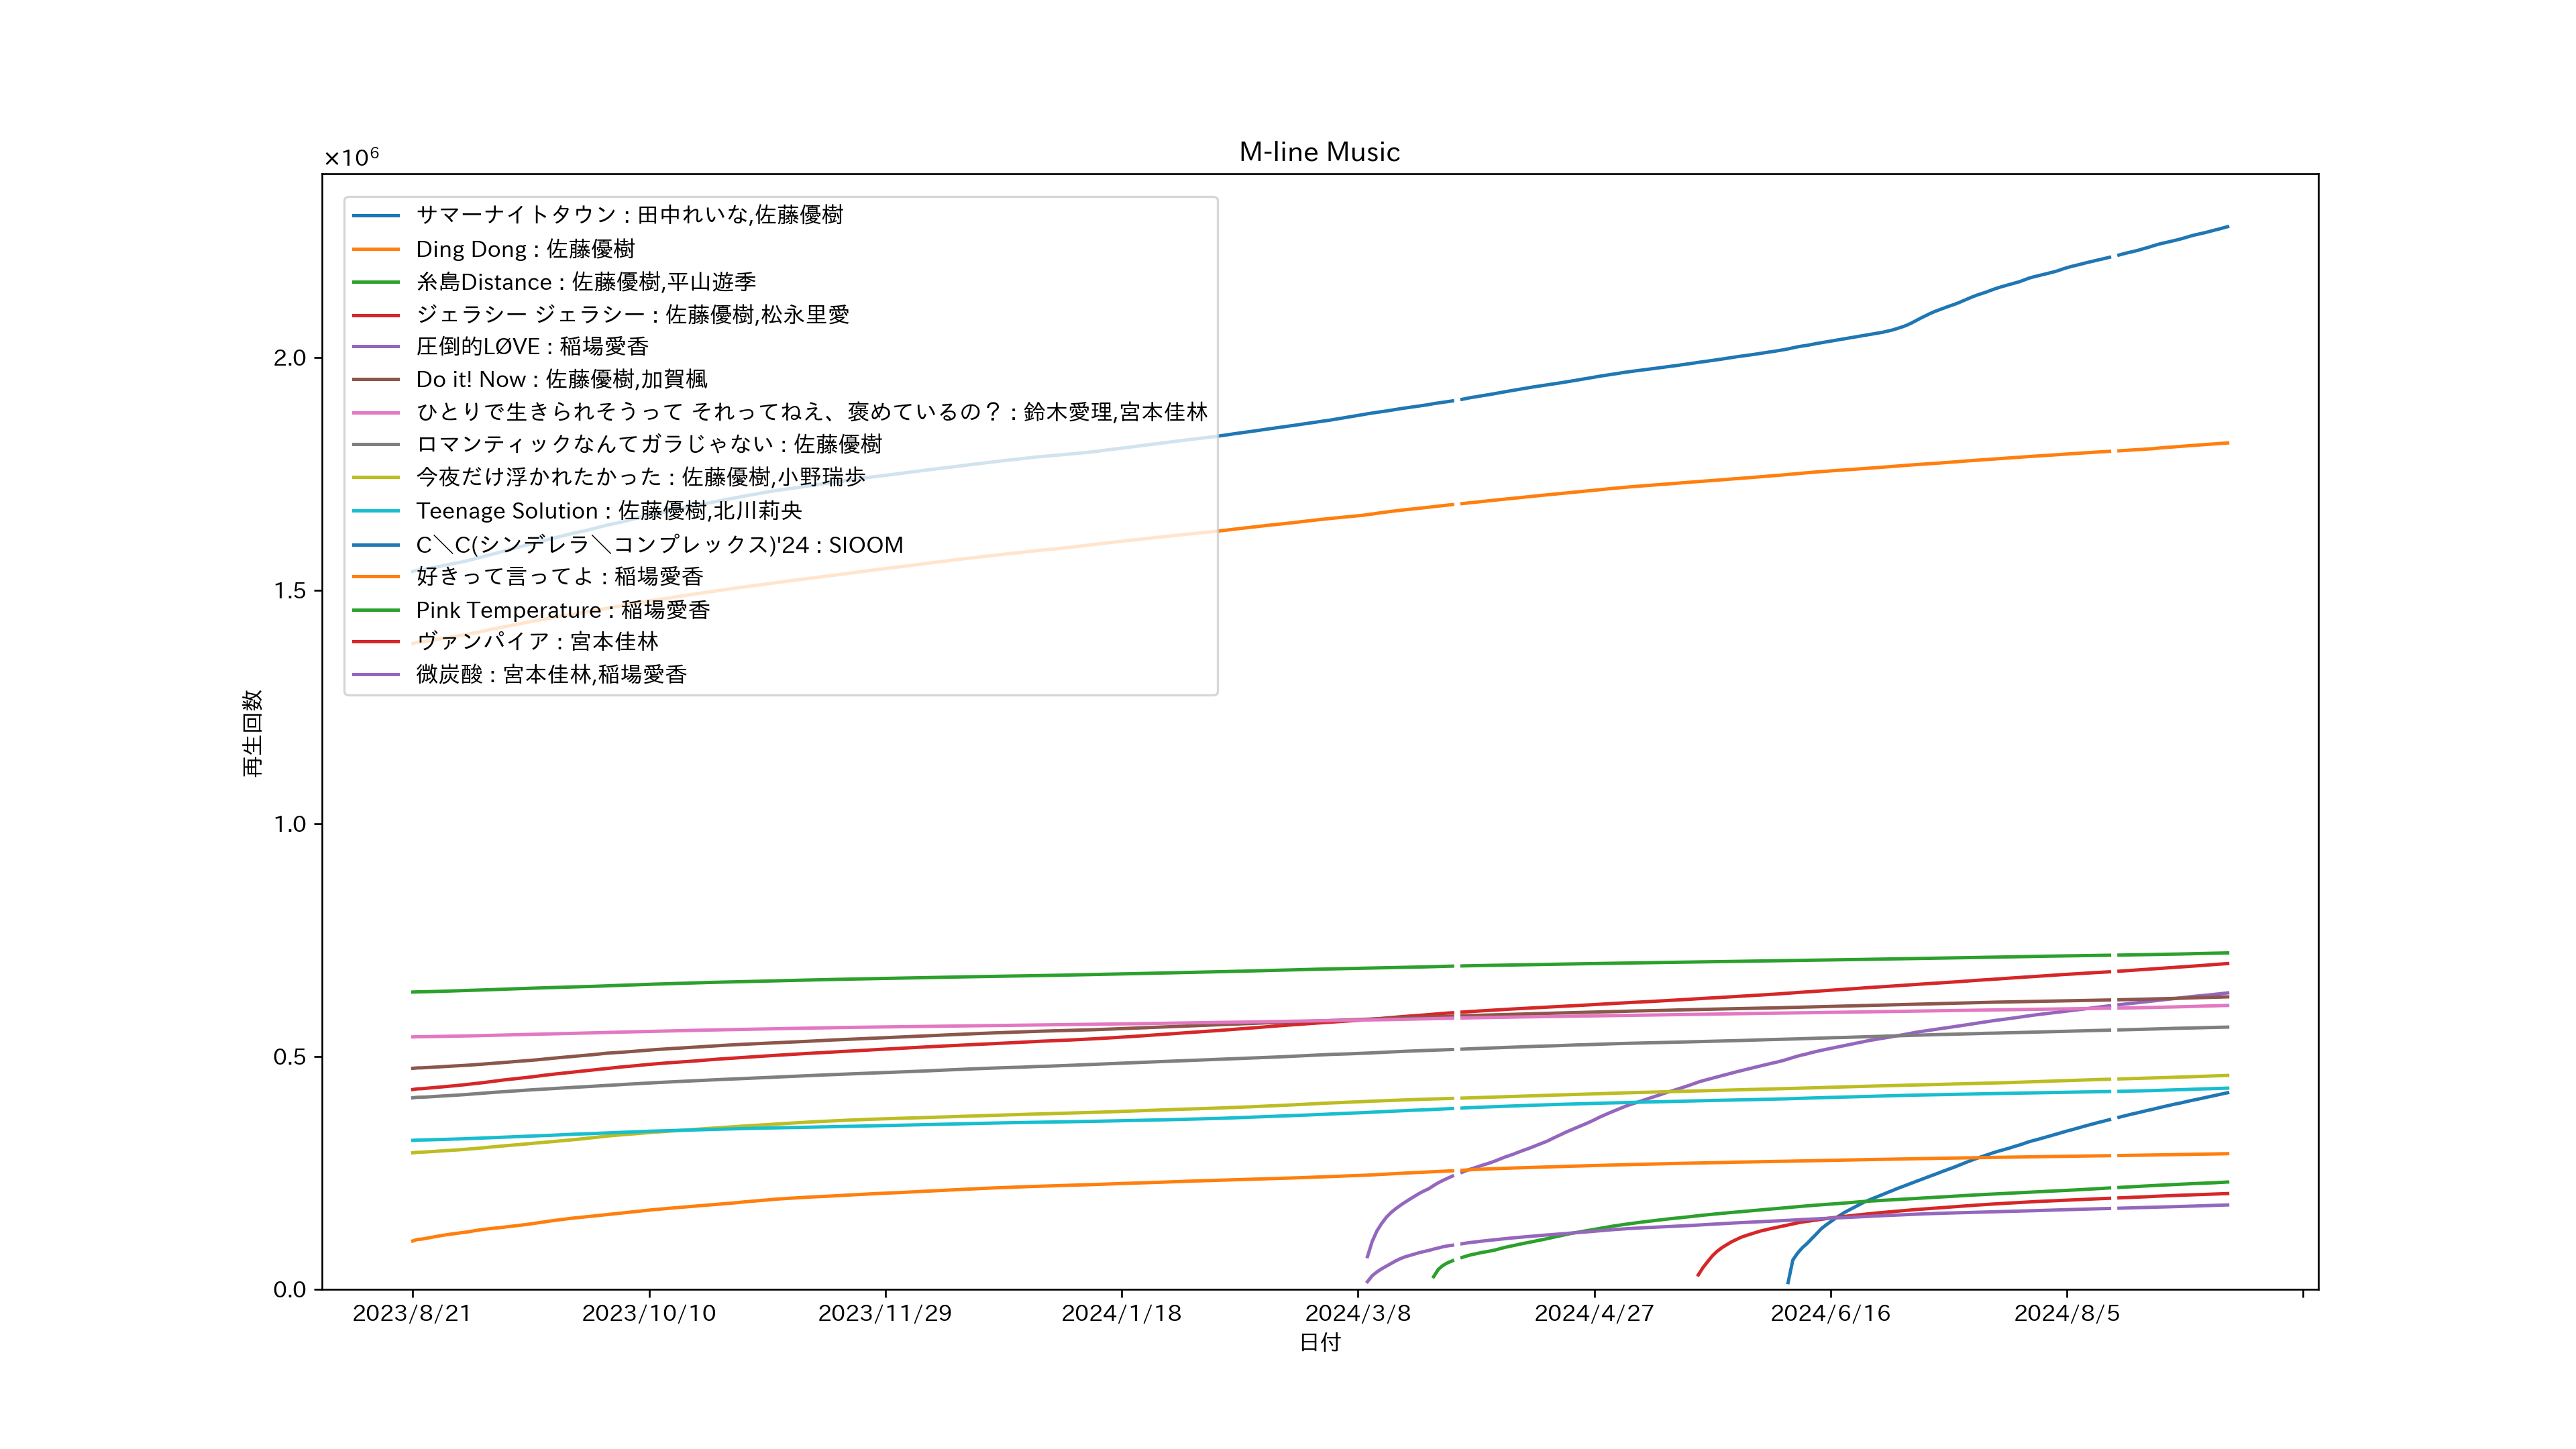 M-line Music
×10⁶
サマーナイトタウン : 田中れいな,佐藤優樹
Ding Dong : 佐藤優樹
糸島Distance : 佐藤優樹,平山遊季
ジェラシー ジェラシー : 佐藤優樹,松永里愛
圧倒的LØVE : 稲場愛香
Do it! Now : 佐藤優樹,加賀楓
ひとりで生きられそうって それってねえ、褒めているの？ : 鈴木愛理,宮本佳林
ロマンティックなんてガラじゃない : 佐藤優樹
今夜だけ浮かれたかった : 佐藤優樹,小野瑞歩
Teenage Solution : 佐藤優樹,北川莉央
C＼C(シンデレラ＼コンプレックス)'24 : SIOOM
好きって言ってよ : 稲場愛香
Pink Temperature : 稲場愛香
ヴァンパイア : 宮本佳林
微炭酸 : 宮本佳林,稲場愛香
2.0
1.5
1.0
0.5
0.0
再生回数
2023/8/21
2023/10/10
2023/11/29
2024/1/18
2024/3/8
2024/4/27
2024/6/16
2024/8/5
日付